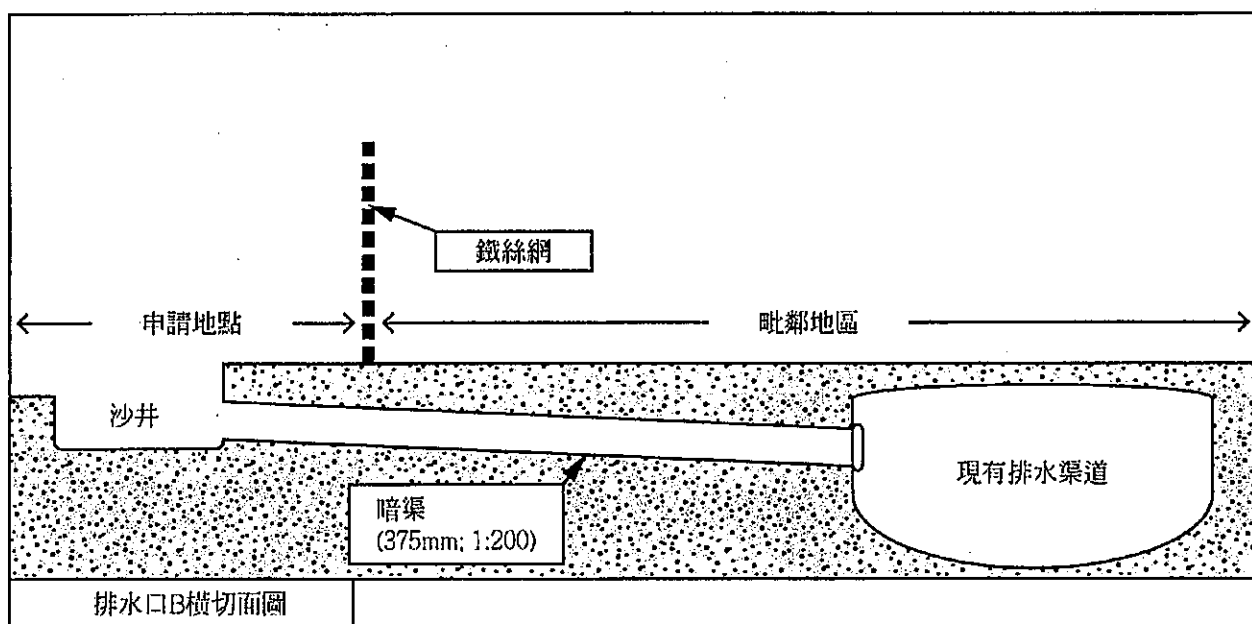 鐵絲網
申請地點
毗鄰地區
沙井
現有排水渠道
暗渠
(375mm; 1:200)
排水口B橫切面圖